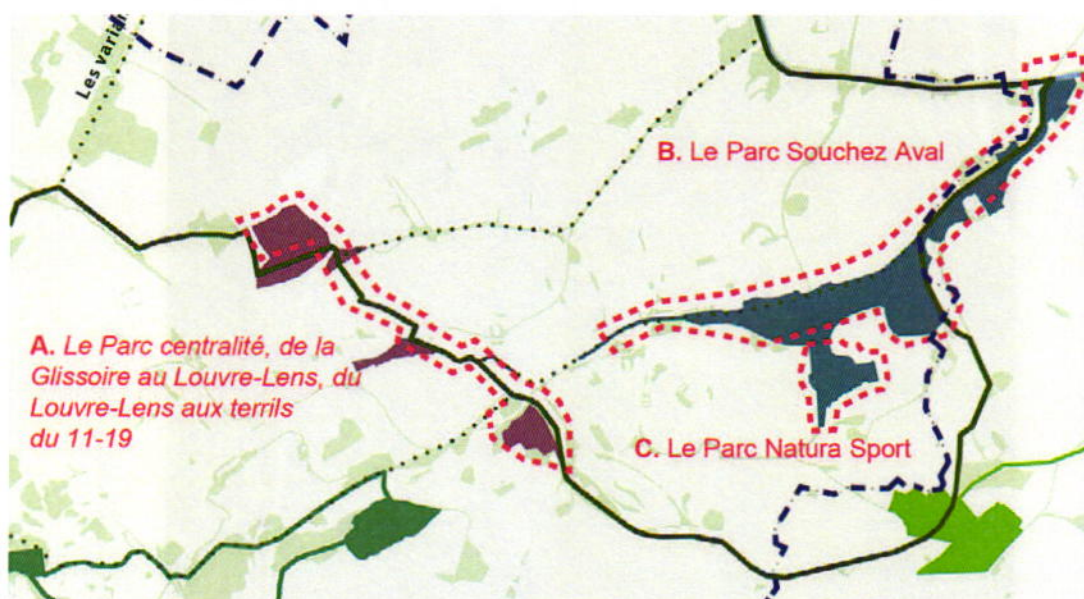 Les varian
B. Le Parc Souchez Aval
A. Le Parc centralité, de la
Glissoire au Louvre-Lens, du
Louvre-Lens aux terrils
du 11-19
C. Le Parc Natura Sport